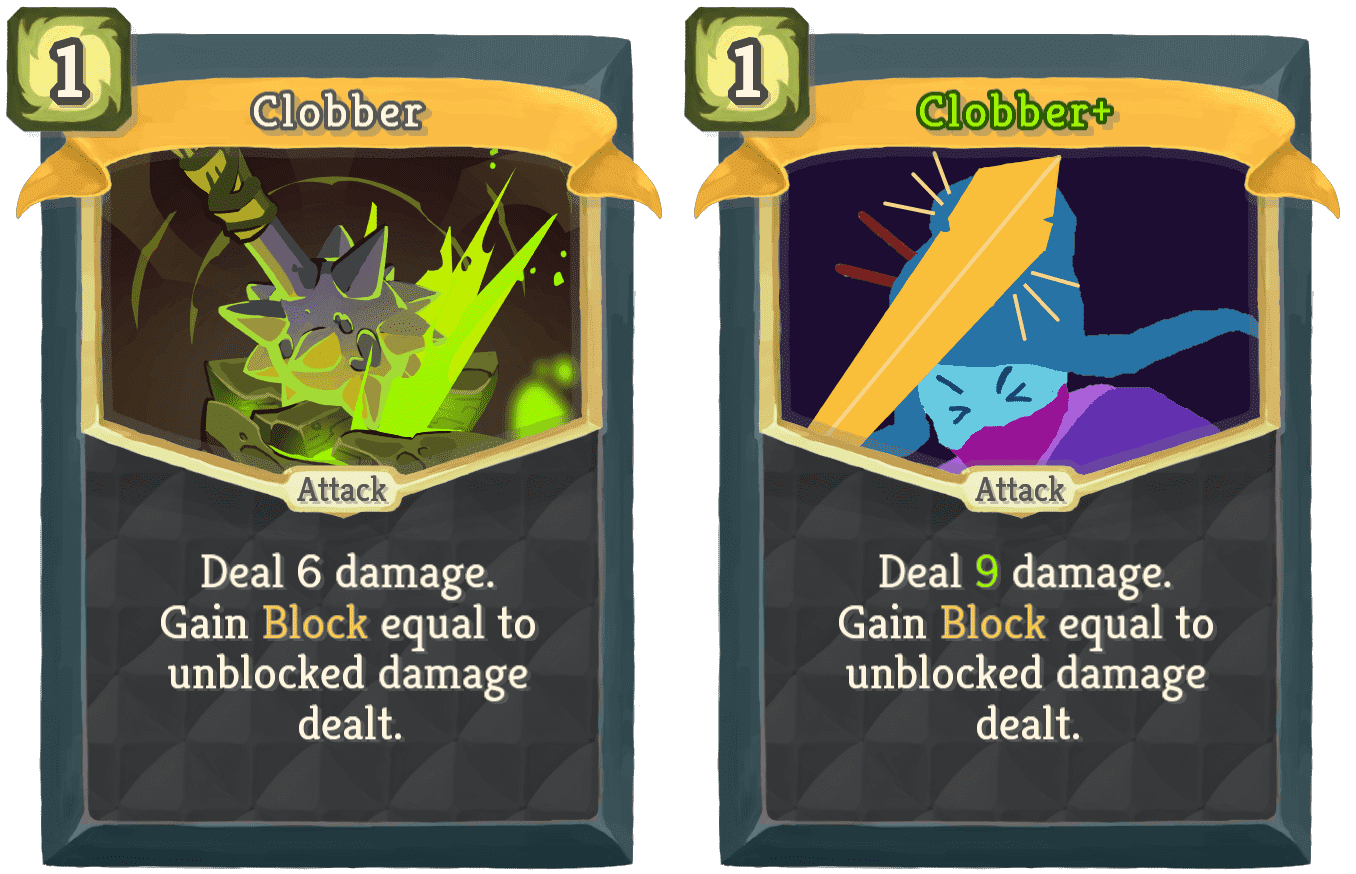 1
Clobber
Attack
Deal 6 damage.
Gain Block equal to
unblocked damage
dealt.
1
Clobber+
Attack
Deal 9 damage.
Gain Block equal to
unblocked damage
dealt.